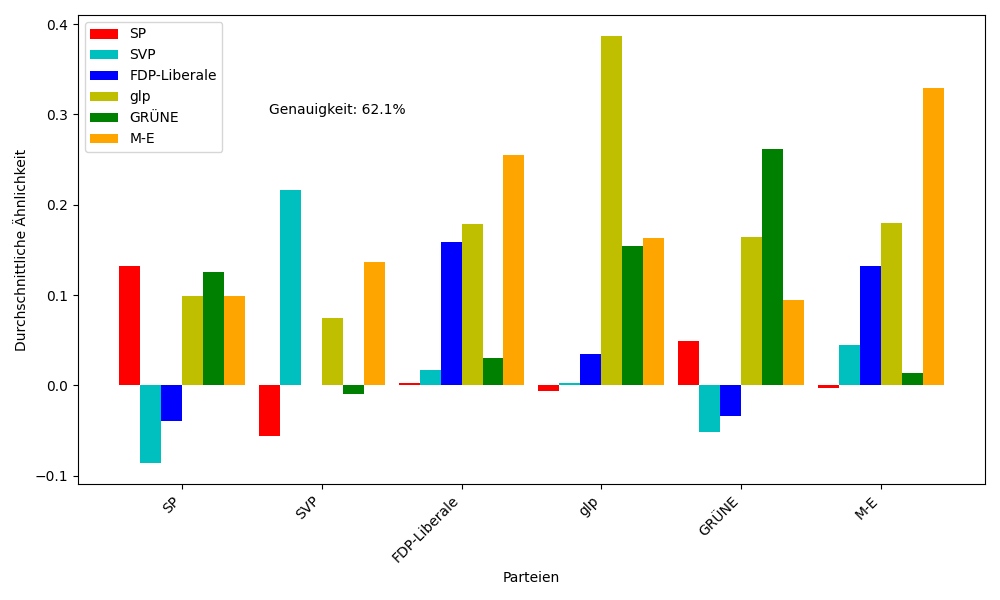 SP
SVP
FDP-Liberale
glp
GRÜNE
M-E
Genauigkeit: 62.1%
Durchschnittliche Ähnlichkeit
0.4
0.3
0.2
0.1
0.0
−0.1
SP
SVP
FDP-Liberale
glp
GRÜNE
M-E
Parteien